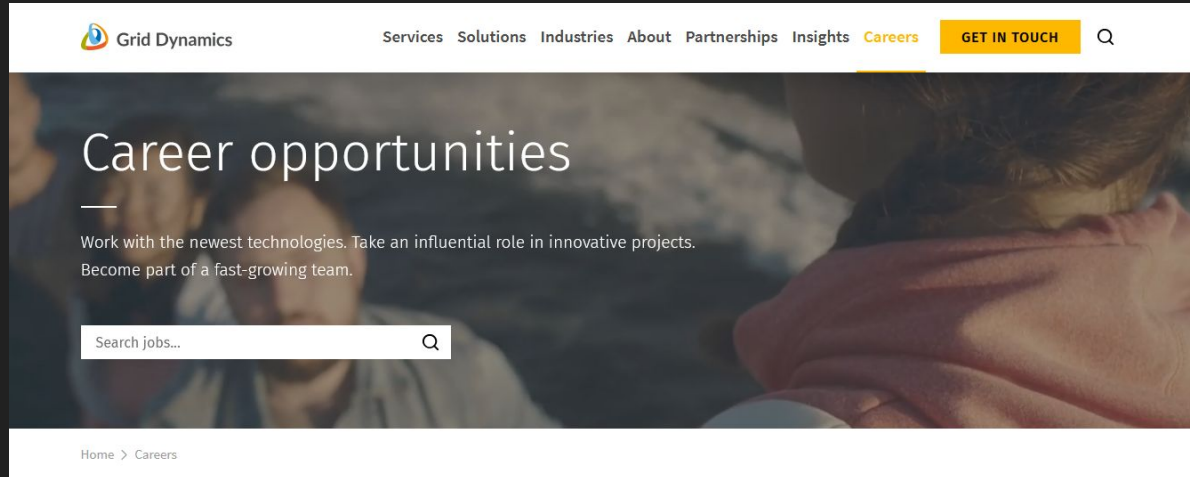 Grid Dynamics
Services Solutions Industries About Partnerships Insights Careers GET IN TOUCH
Career opportunities
Work with the newest technologies. Take an influential role in innovative projects.
Become part of a fast-growing team.
Search jobs...
Home > Careers